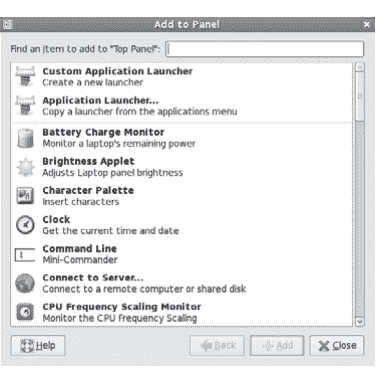 Add to Panel
Find an item to add to "Top Panel":
Custom Application Launcher
Create a new launcher
Application Launcher...
Copy a launcher from the applications menu
Battery Charge Monitor
Monitor a laptop's remaining power
Brightness Applet
Adjusts Laptop panel brightness
Character Palette
Insert characters
Clock
Get the current time and date
Command Line
Mini-Commander
Connect to Server...
Connect to a remote computer or shared disk
CPU Frequency Scaling Monitor
Monitor the CPU Frequency Scaling
Help Back Add Close